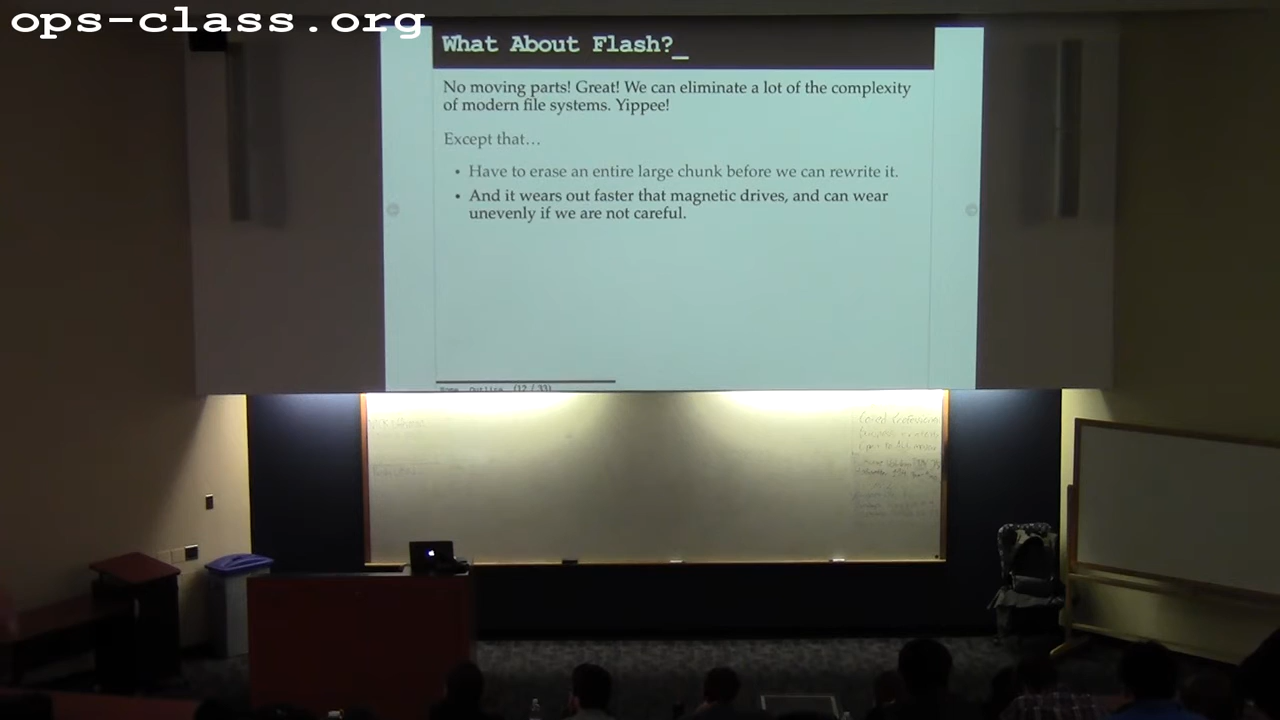 ops-class.org
What About Flash?_
No moving parts! Great! We can eliminate a lot of the complexity
of modern file systems. Yippee!
Except that…
• Have to erase an entire large chunk before we can rewrite it.
• And it wears out faster that magnetic drives, and can wear
unevenly if we are not careful.
(12 / 33)